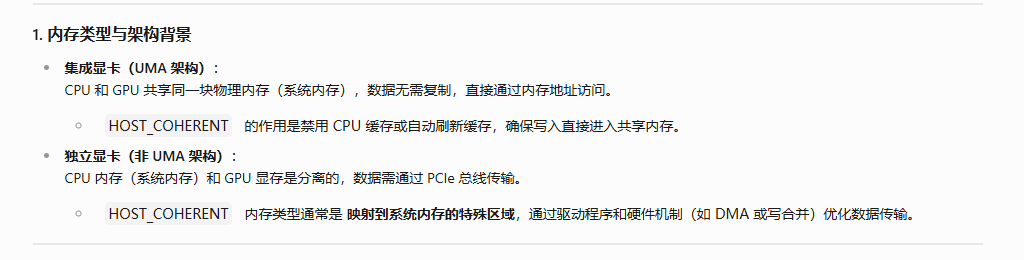 1. 内存类型与架构背景
集成显卡（UMA 架构）：
CPU 和 GPU 共享同一块物理内存（系统内存），数据无需复制，直接通过内存地址访问。
HOST_COHERENT 的作用是禁用 CPU 缓存或自动刷新缓存，确保写入直接进入共享内存。
独立显卡（非 UMA 架构）：
CPU 内存（系统内存）和 GPU 显存是分离的，数据需通过 PCIe 总线传输。
HOST_COHERENT 内存类型通常是 映射到系统内存的特殊区域，通过驱动程序和硬件机制（如 DMA 或写合并）优化数据传输。